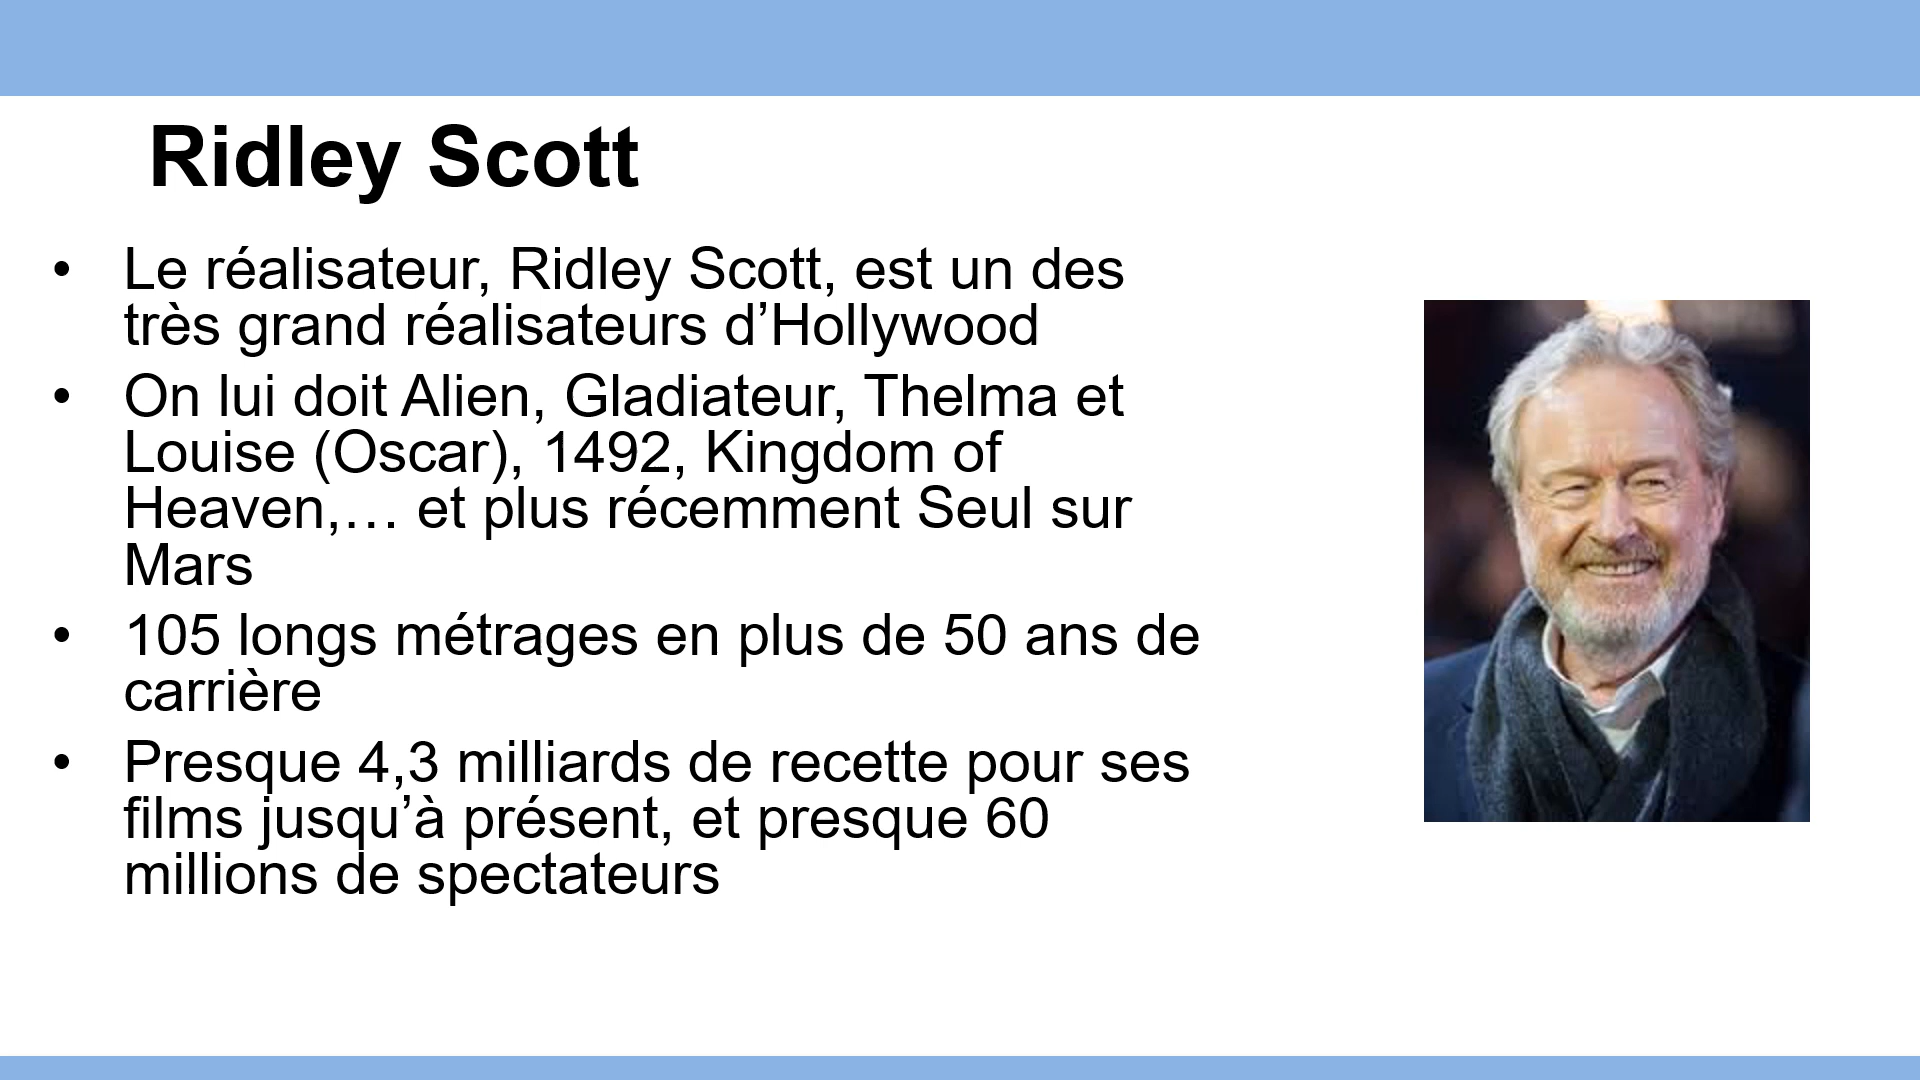 Ridley Scott
• Le réalisateur, Ridley Scott, est un des
très grand réalisateurs d’Hollywood
• On lui doit Alien, Gladiateur, Thelma et
Louise (Oscar), 1492, Kingdom of
Heaven,… et plus récemment Seul sur
Mars
• 105 longs métrages en plus de 50 ans de
carrière
• Presque 4,3 milliards de recette pour ses
films jusqu’à présent, et presque 60
millions de spectateurs